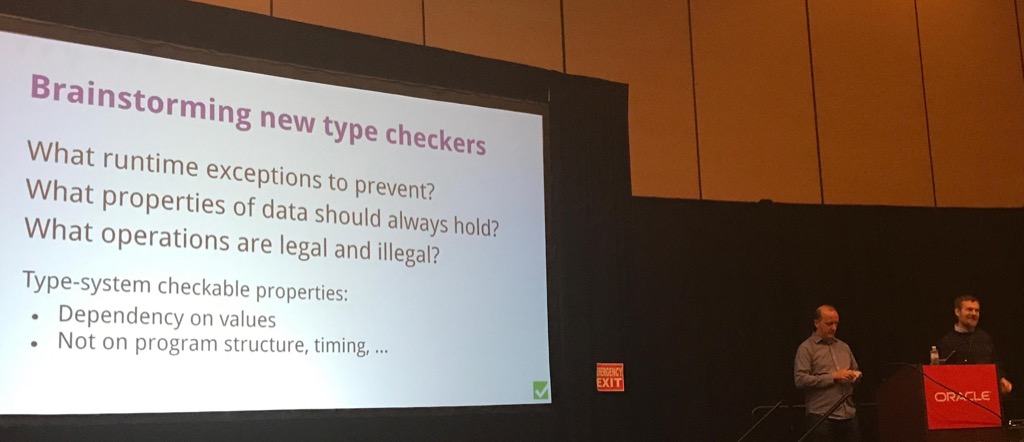 Brainstorming new type checkers
What runtime exceptions to prevent?
What properties of data should always hold?
What operations are legal and illegal?
Type-system checkable properties:
• Dependency on values
• Not on program structure, timing, ...
EMERGENCY
EXIT
ORACLE